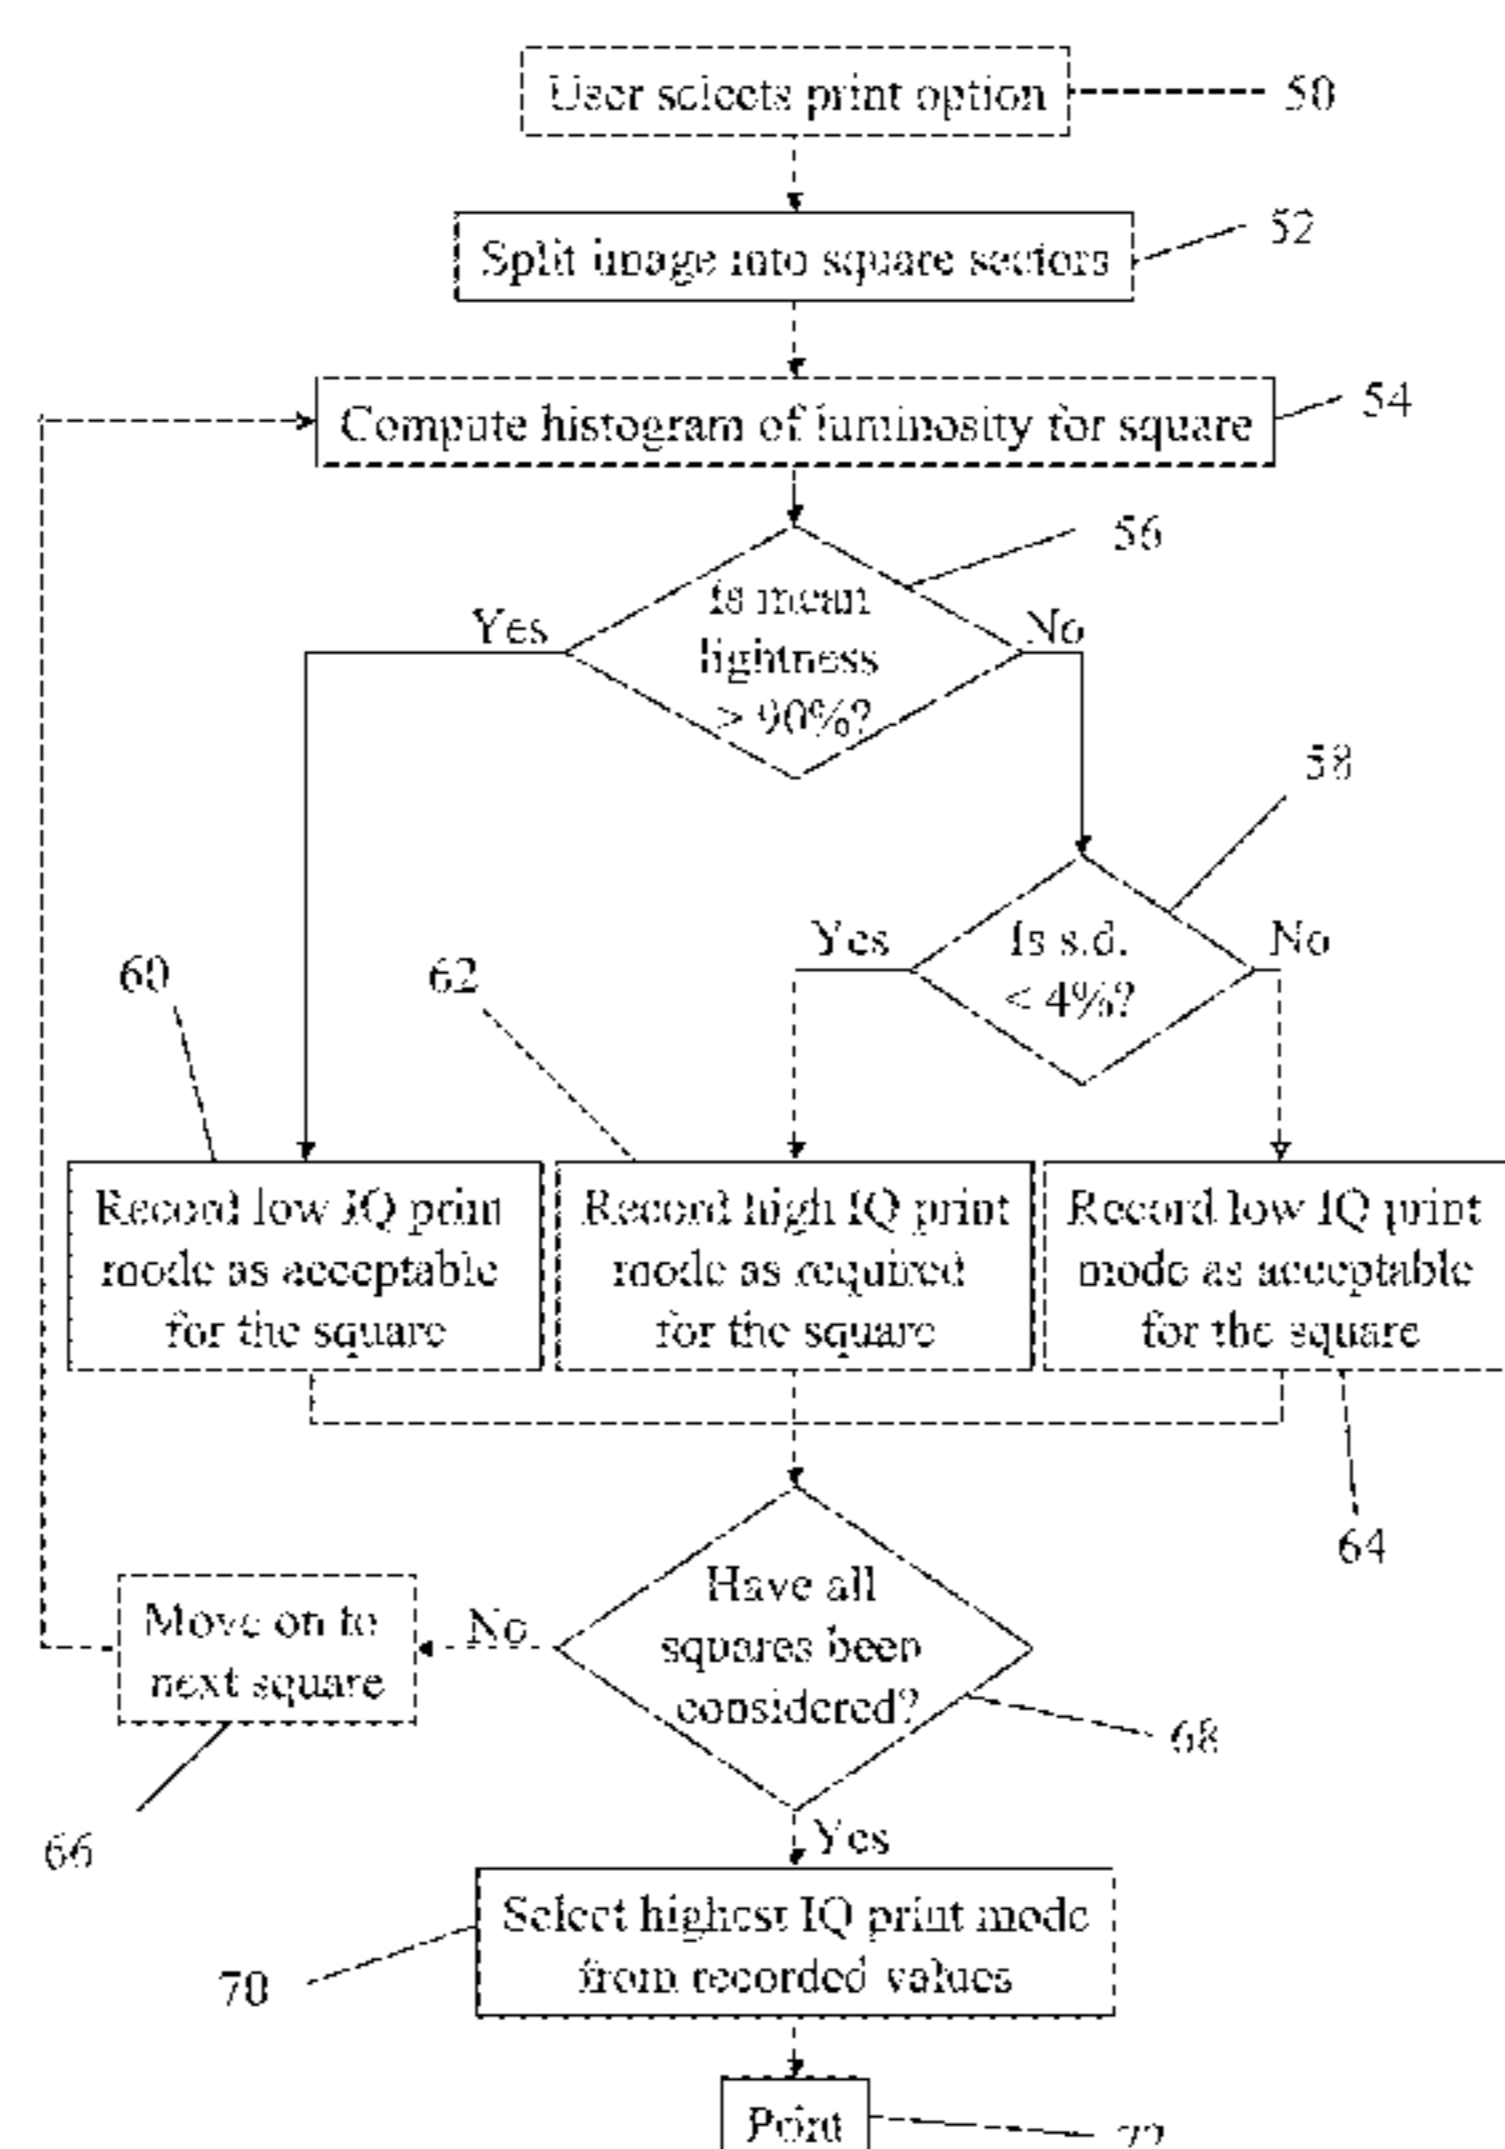 User selects print option
50
Split image into square sectors
52
Compute histogram of luminosity for square
54
56
Is mean
lightness
> 90%?
Yes
No
58
Is s.d.
< 4%?
Yes
No
60
62
Record low IQ print
mode as acceptable
for the square
Record high IQ print
mode as required
for the square
Record low IQ print
mode as acceptable
for the square
64
Have all
squares been
considered?
No
Move on to
next square
68
66
Yes
Select highest IQ print mode
from recorded values
70
Print